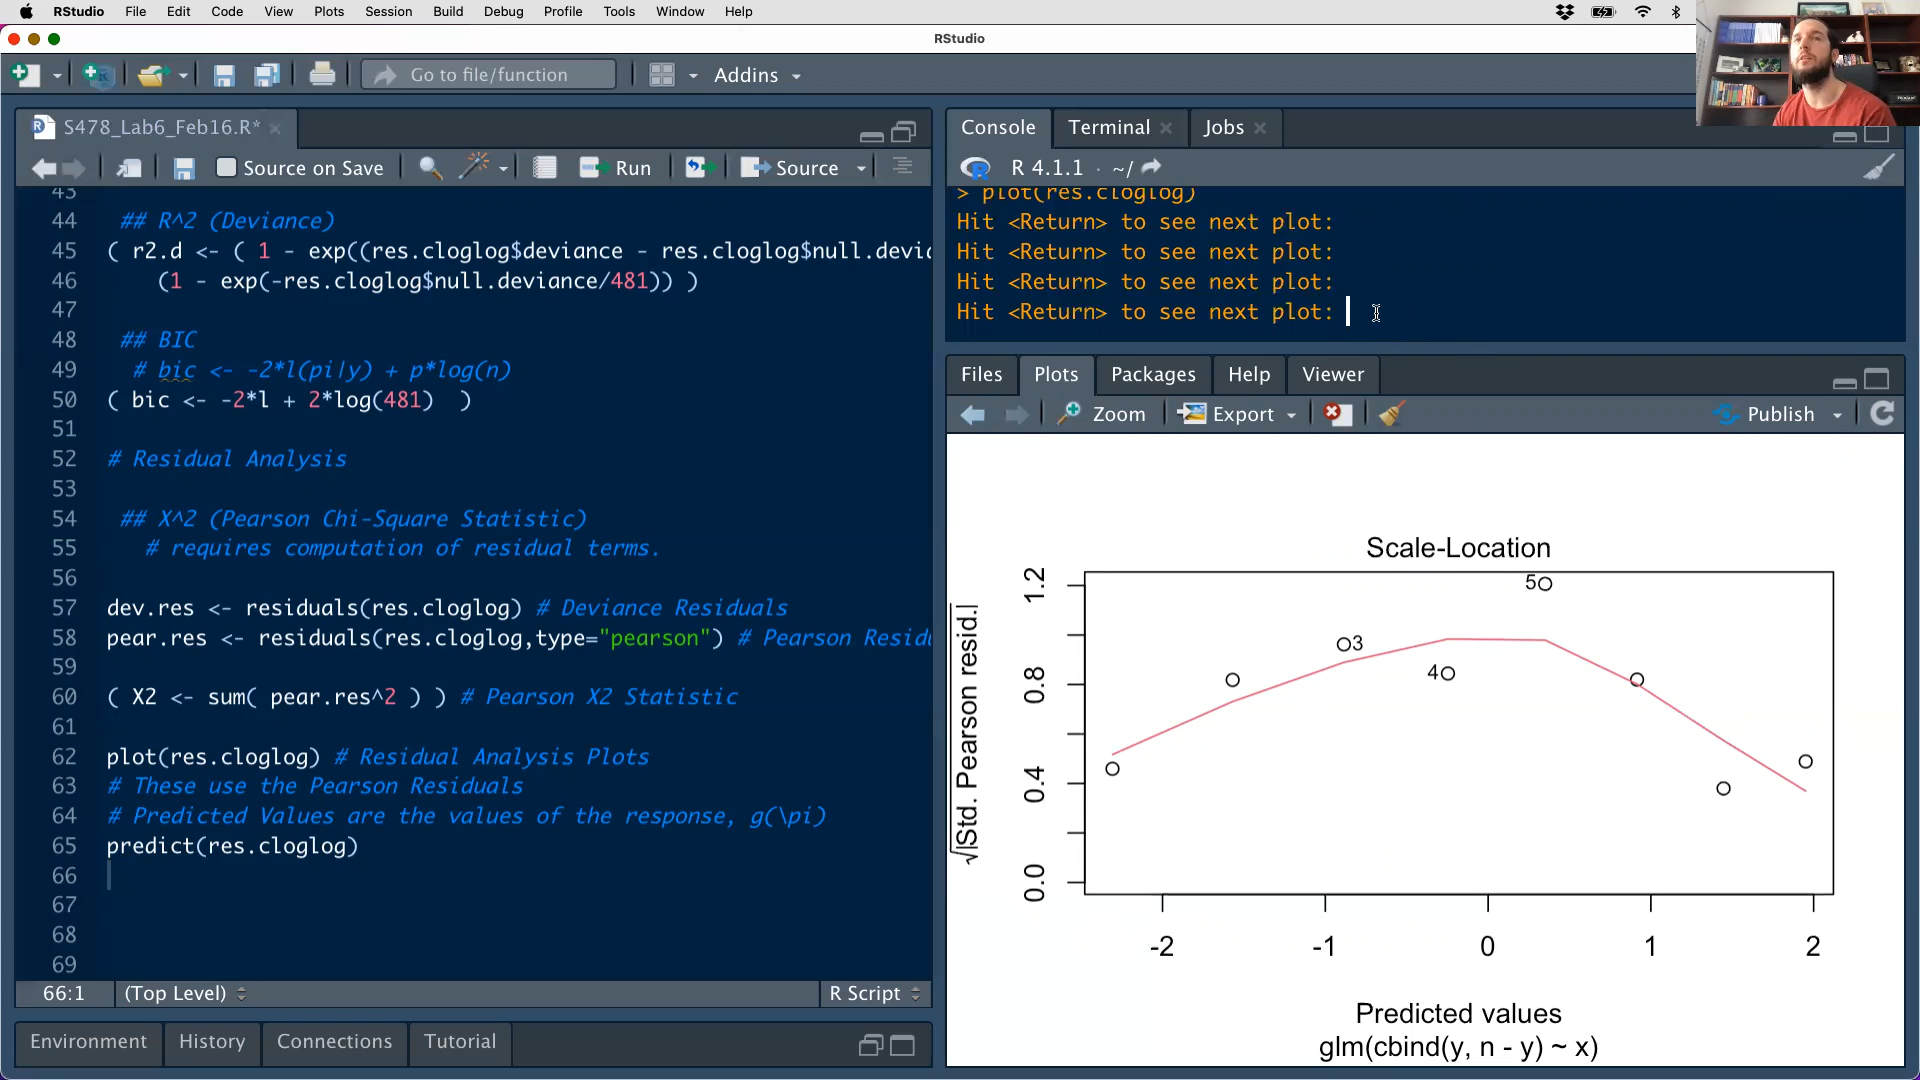 RStudio File Edit Code View Plots Session Build Debug Profile Tools Window Help
RStudio
Go to file/function
Addins
S478_Lab6_Feb16.R*
Source on Save
Run
Source
43
44 ## R^2 (Deviance)
45 ( r2.d <- ( 1 - exp((res.cloglog$deviance - res.cloglog$null.devi
46 (1 - exp(-res.cloglog$null.deviance/481)) )
47
48 ## BIC
49 # bic <- -2*l(pi|y) + p*log(n)
50 ( bic <- -2*l + 2*log(481) )
51
52 # Residual Analysis
53
54 ## X^2 (Pearson Chi-Square Statistic)
55 # requires computation of residual terms.
56
57 dev.res <- residuals(res.cloglog) # Deviance Residuals
58 pear.res <- residuals(res.cloglog,type="pearson") # Pearson Resid
59
60 ( X2 <- sum( pear.res^2 ) ) # Pearson X2 Statistic
61
62 plot(res.cloglog) # Residual Analysis Plots
63 # These use the Pearson Residuals
64 # Predicted Values are the values of the response, g(\pi)
65 predict(res.cloglog)
66
67
68
69
66:1 (Top Level) R Script
Environment History Connections Tutorial
Console Terminal Jobs
R 4.1.1 · ~/
> plot(res.cloglog)
Hit <Return> to see next plot:
Hit <Return> to see next plot:
Hit <Return> to see next plot:
Hit <Return> to see next plot:
Files Plots Packages Help Viewer
Zoom Export Publish
Scale-Location
√|Std. Pearson resid.|
1.2
0.8
0.4
0.0
5
3
4
-2 -1 0 1 2
Predicted values
glm(cbind(y, n - y) ~ x)